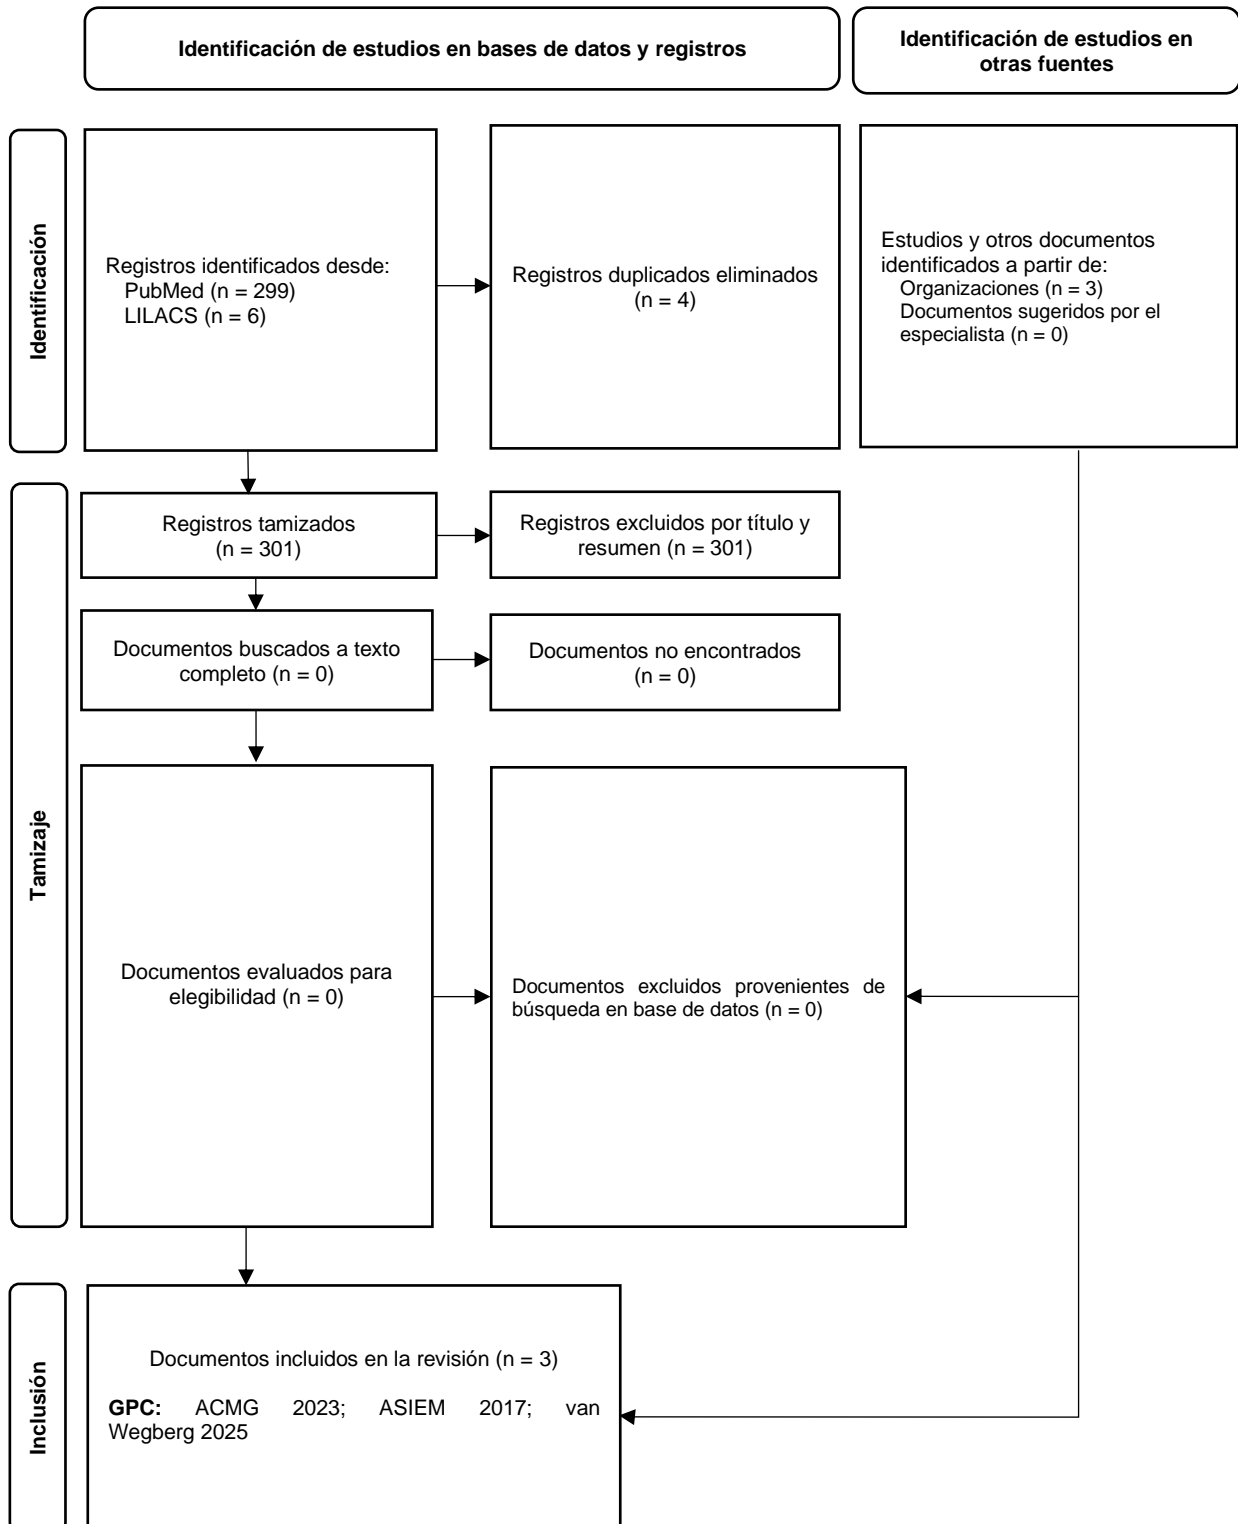 Identificación de estudios en bases de datos y registros
Identificación de estudios en
otras fuentes
Identificación
Registros identificados desde:
PubMed (n = 299)
LILACS (n = 6)
Registros duplicados eliminados
(n = 4)
Estudios y otros documentos
identificados a partir de:
Organizaciones (n = 3)
Documentos sugeridos por el
especialista (n = 0)
Tamizaje
Registros tamizados
(n = 301)
Registros excluidos por título y
resumen (n = 301)
Documentos buscados a texto
completo (n = 0)
Documentos no encontrados
(n = 0)
Documentos evaluados para
elegibilidad (n = 0)
Documentos excluidos provenientes de
búsqueda en base de datos (n = 0)
Inclusión
Documentos incluidos en la revisión (n = 3)
GPC: ACMG 2023; ASIEM 2017; van
Wegberg 2025